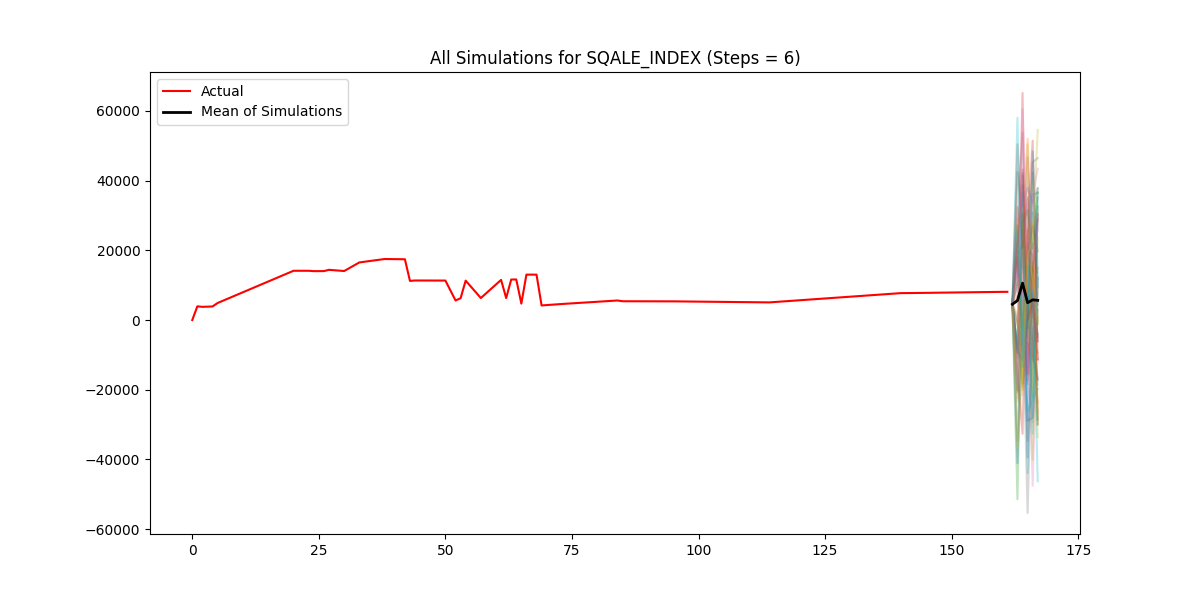 All Simulations for SQALE_INDEX (Steps = 6)
Actual
Mean of Simulations
60000
40000
20000
0
−20000
−40000
−60000
0 25 50 75 100 125 150 175